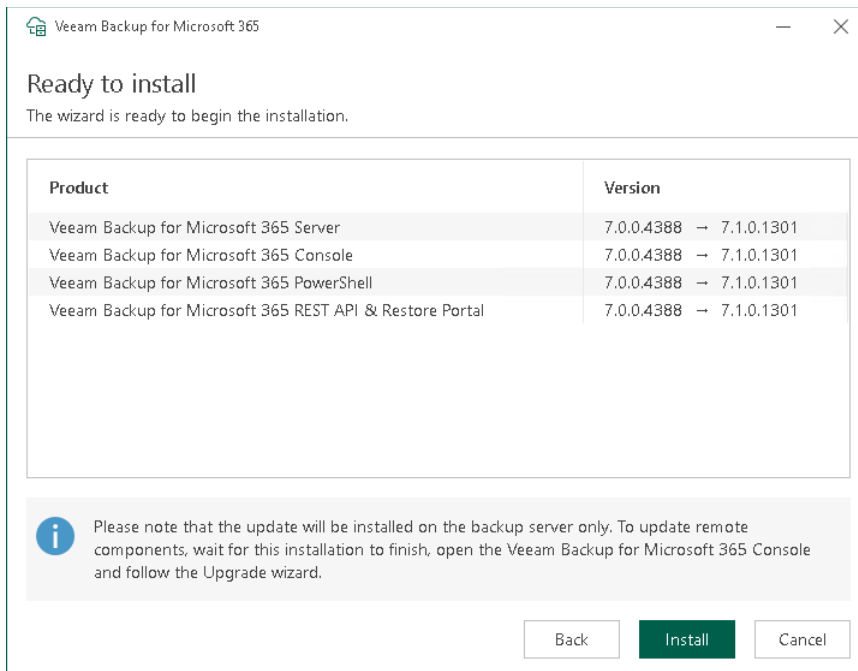 Veeam Backup for Microsoft 365
Ready to install
The wizard is ready to begin the installation.
Product Version
Veeam Backup for Microsoft 365 Server 7.0.0.4388 → 7.1.0.1301
Veeam Backup for Microsoft 365 Console 7.0.0.4388 → 7.1.0.1301
Veeam Backup for Microsoft 365 PowerShell 7.0.0.4388 → 7.1.0.1301
Veeam Backup for Microsoft 365 REST API & Restore Portal 7.0.0.4388 → 7.1.0.1301
Please note that the update will be installed on the backup server only. To update remote
components, wait for this installation to finish, open the Veeam Backup for Microsoft 365 Console
and follow the Upgrade wizard.
Back Install Cancel